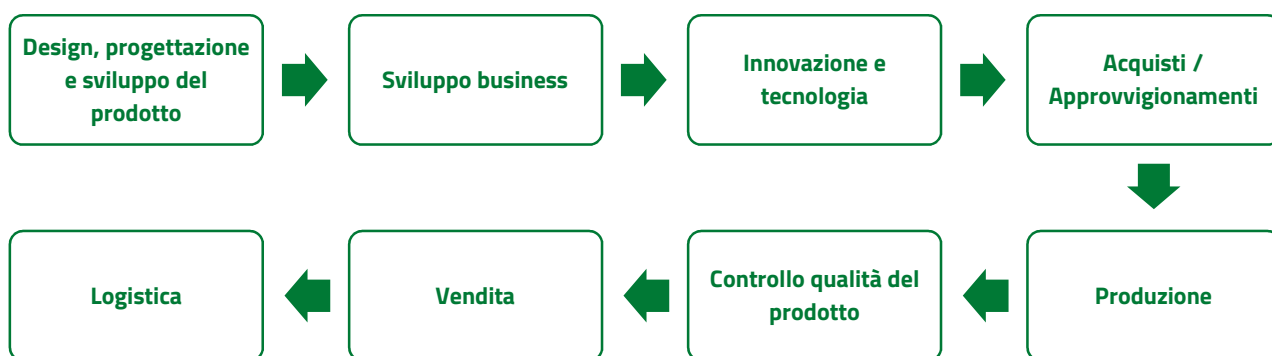 Design, progettazione
e sviluppo del
prodotto
Sviluppo business
Innovazione e
tecnologia
Acquisti /
Approvvigionamenti
Produzione
Controllo qualità del
prodotto
Vendita
Logistica